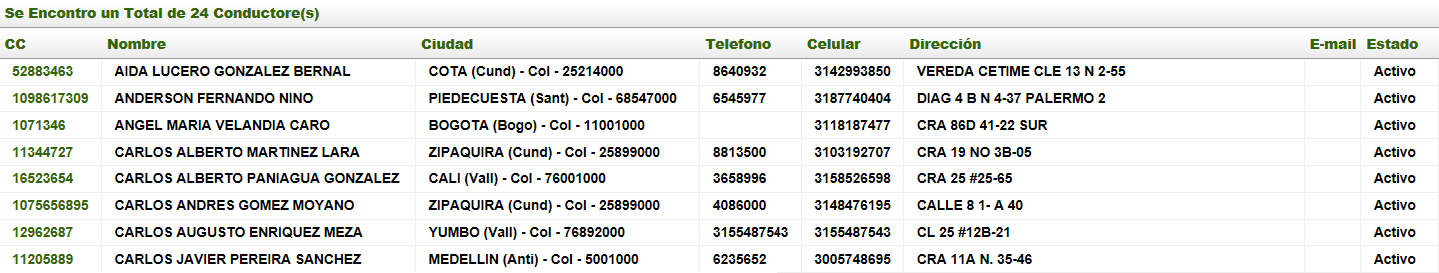 Se Encontro un Total de 24 Conductore(s)
CC Nombre Ciudad Telefono Celular Dirección E-mail Estado
52883463 AIDA LUCERO GONZALEZ BERNAL COTA (Cund) - Col - 25214000 8640932 3142993850 VEREDA CETIME CLE 13 N 2-55 Activo
1098617309 ANDERSON FERNANDO NINO PIEDECUESTA (Sant) - Col - 68547000 6545977 3187740404 DIAG 4 B N 4-37 PALERMO 2 Activo
1071346 ANGEL MARIA VELANDIA CARO BOGOTA (Bogo) - Col - 11001000 3118187477 CRA 86D 41-22 SUR Activo
11344727 CARLOS ALBERTO MARTINEZ LARA ZIPAQUIRA (Cund) - Col - 25899000 8813500 3103192707 CRA 19 NO 3B-05 Activo
16523654 CARLOS ALBERTO PANIAGUA GONZALEZ CALI (Vall) - Col - 76001000 3658996 3158526598 CRA 25 #25-65 Activo
1075656895 CARLOS ANDRES GOMEZ MOYANO ZIPAQUIRA (Cund) - Col - 25899000 4086000 3148476195 CALLE 8 1- A 40 Activo
12962687 CARLOS AUGUSTO ENRIQUEZ MEZA YUMBO (Vall) - Col - 76892000 3155487543 3155487543 CL 25 #12B-21 Activo
11205889 CARLOS JAVIER PEREIRA SANCHEZ MEDELLIN (Anti) - Col - 5001000 6235652 3005748695 CRA 11A N. 35-46 Activo